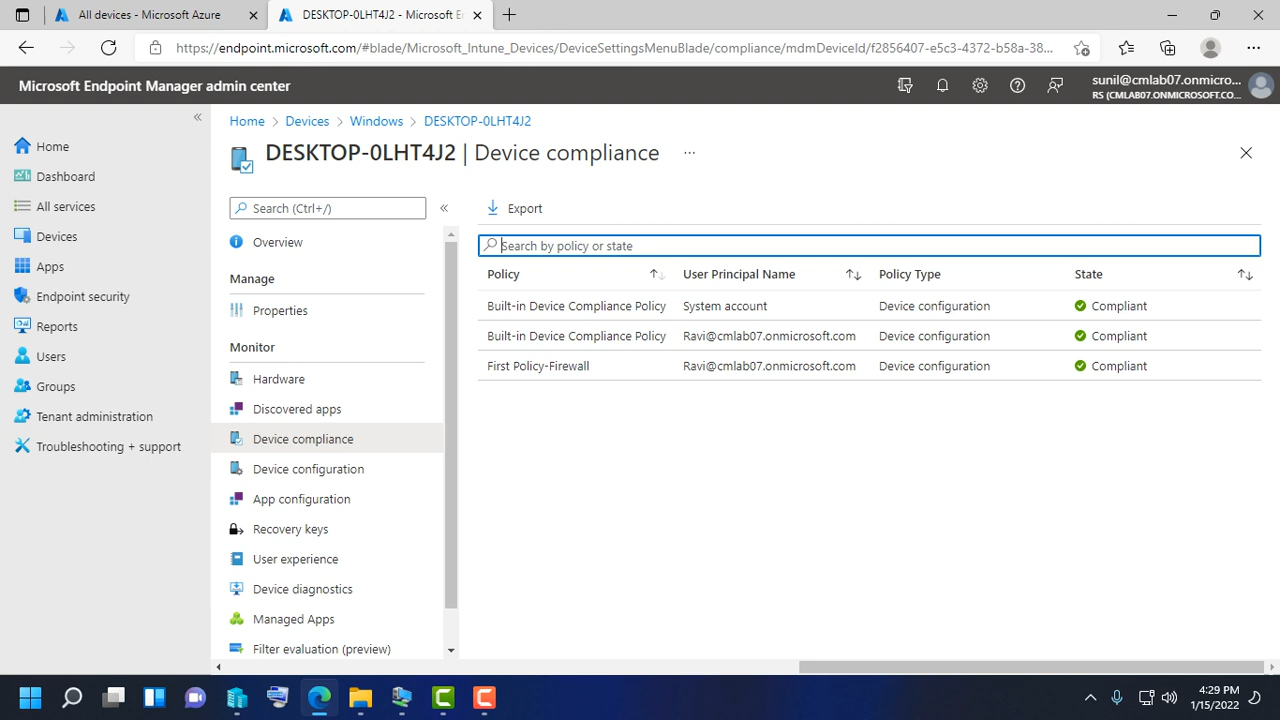 All devices - Microsoft Azure
DESKTOP-0LHT4J2 - Microsoft E
https://endpoint.microsoft.com/#blade/Microsoft_Intune_Devices/DeviceSettingsMenuBlade/compliance/mdmDeviceId/f2856407-e5c3-4372-b58a-38...
Microsoft Endpoint Manager admin center
sunil@cmlab07.onmicro...
RS (CMLAB07.ONMICROSOFT.CO...
Home > Devices > Windows > DESKTOP-0LHT4J2
DESKTOP-0LHT4J2 | Device compliance ...
Home
Dashboard
All services
Devices
Apps
Endpoint security
Reports
Users
Groups
Tenant administration
Troubleshooting + support
Search (Ctrl+/)
Overview
Manage
Properties
Monitor
Hardware
Discovered apps
Device compliance
Device configuration
App configuration
Recovery keys
User experience
Device diagnostics
Managed Apps
Filter evaluation (preview)
Export
Search by policy or state
Policy User Principal Name Policy Type State
Built-in Device Compliance Policy System account Device configuration Compliant
Built-in Device Compliance Policy Ravi@cmlab07.onmicrosoft.com Device configuration Compliant
First Policy-Firewall Ravi@cmlab07.onmicrosoft.com Device configuration Compliant
4:29 PM
1/15/2022